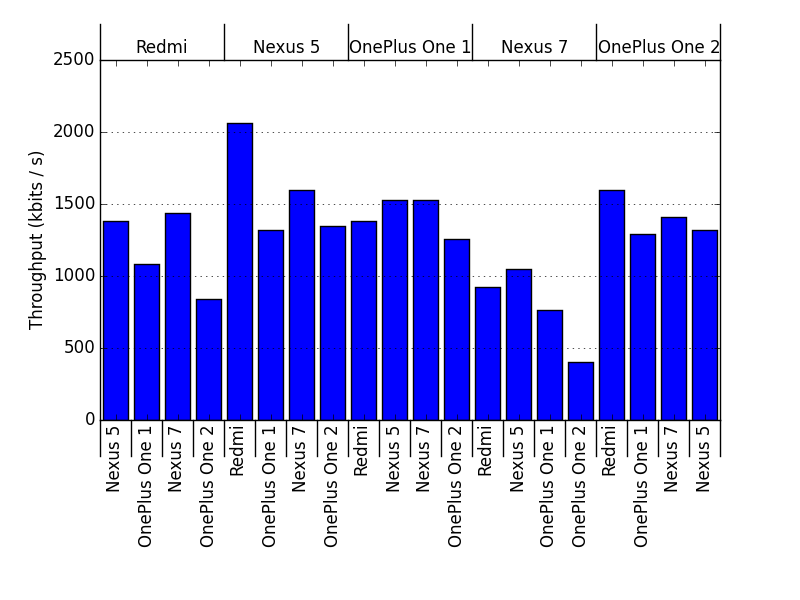 Redmi Nexus 5 OnePlus One 1 Nexus 7 OnePlus One 2
2500
2000
1500
1000
500
0
Throughput (kbits / s)
Nexus 5
OnePlus One 1
Nexus 7
OnePlus One 2
Redmi
OnePlus One 1
Nexus 7
OnePlus One 2
Redmi
Nexus 5
Nexus 7
OnePlus One 2
Redmi
Nexus 5
OnePlus One 1
OnePlus One 2
Redmi
OnePlus One 1
Nexus 7
Nexus 5